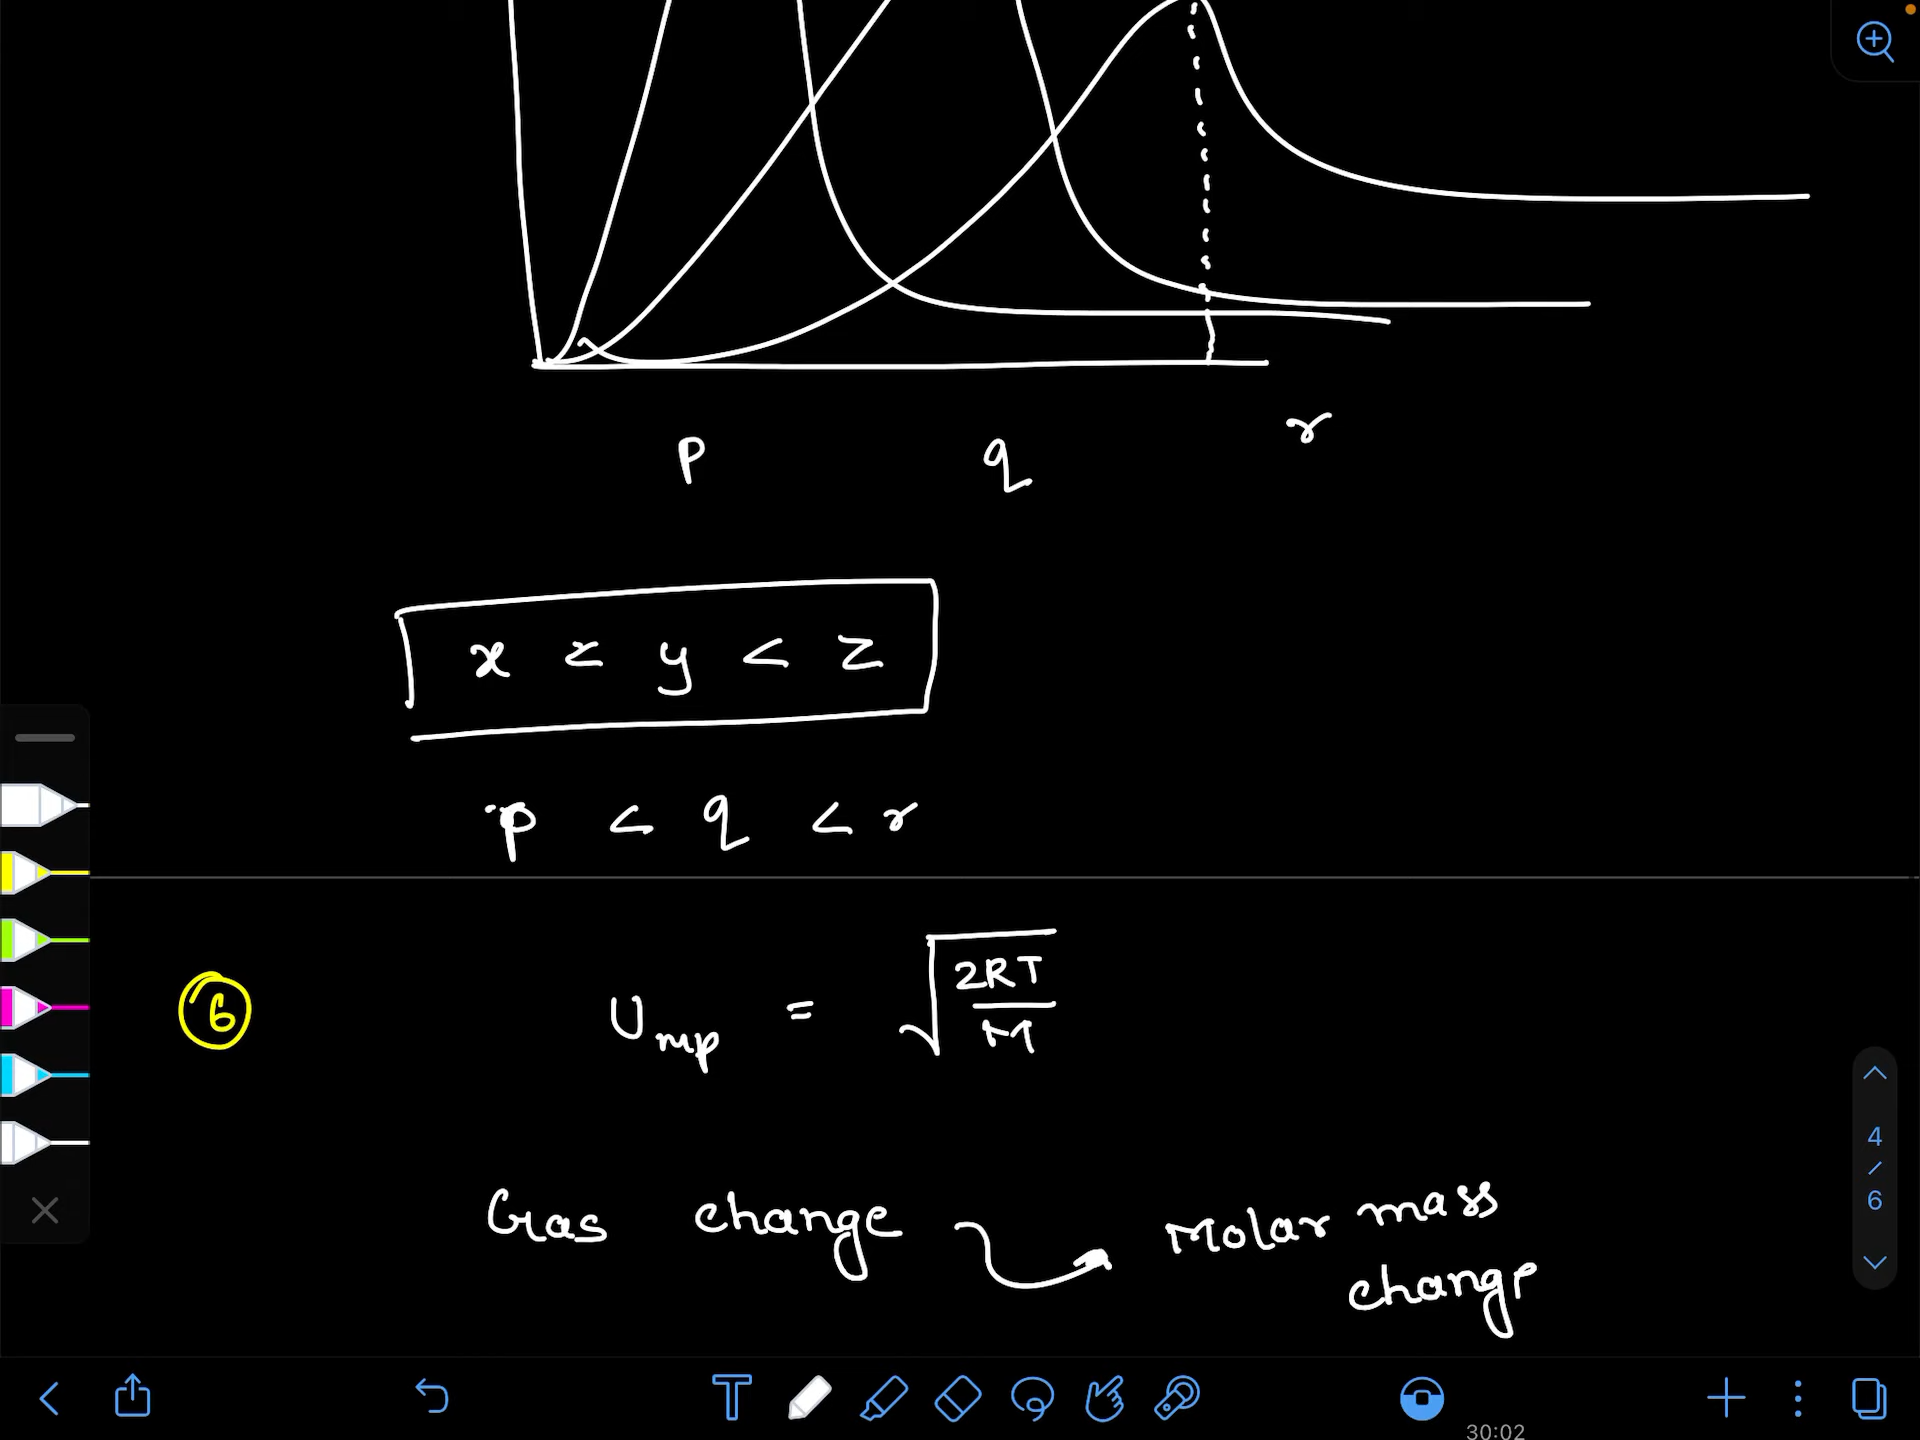 p q r
x < y < z
p < q < r
6 Ump = √2RT/M
Gas change Molar mass
change
4
/
6
30:02